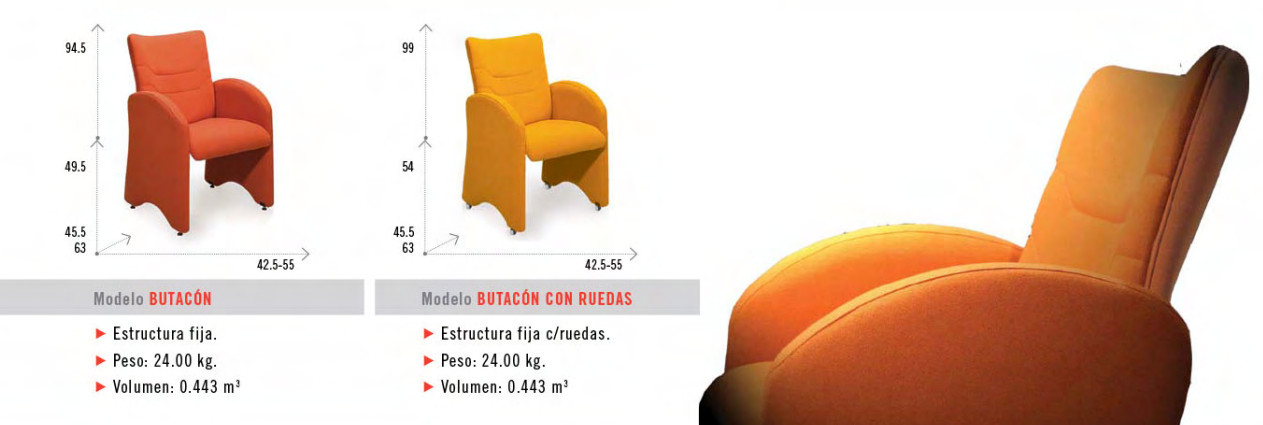 94.5
49.5
45.5
63
42.5-55
Modelo BUTACÓN
► Estructura fija.
► Peso: 24.00 kg.
► Volumen: 0.443 m³
99
54
45.5
63
42.5-55
Modelo BUTACÓN CON RUEDAS
► Estructura fija c/ruedas.
► Peso: 24.00 kg.
► Volumen: 0.443 m³